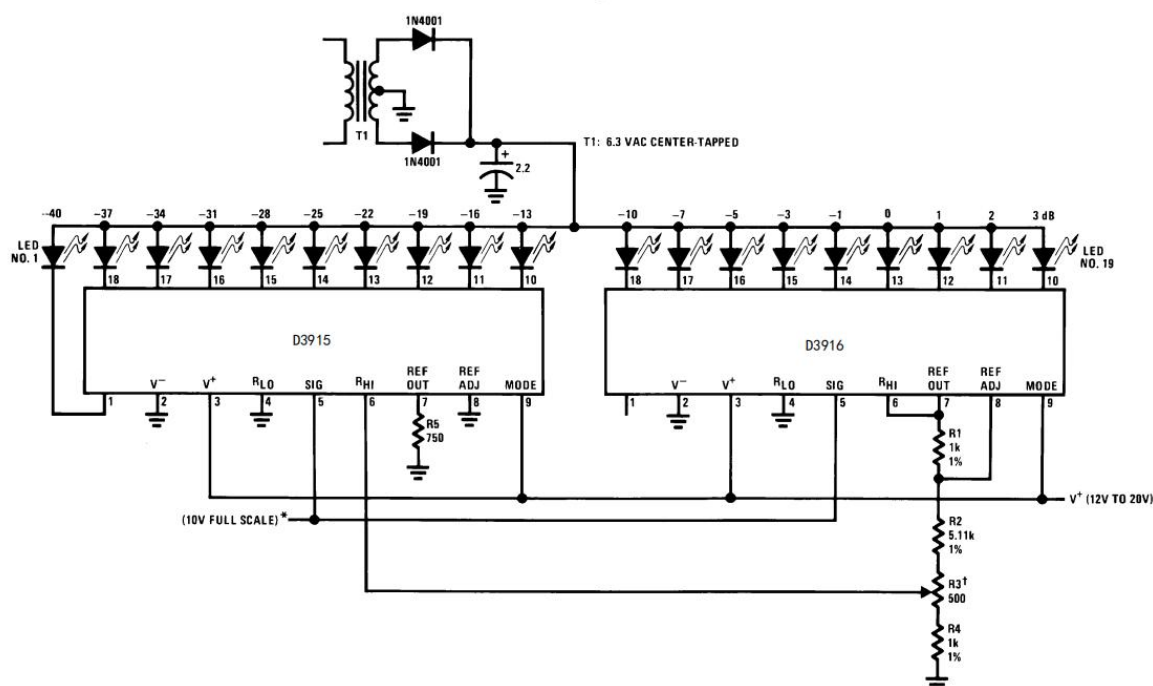 1N4001
T1
1N4001
+
2.2
T1: 6.3 VAC CENTER-TAPPED
--40 –37 –34 –31 –28 –25 –22 –19 –16 –13 –10 –7 –5 –3 –1 0 1 2 3 dB
LED
NO. 1
LED
NO. 19
18 17 16 15 14 13 12 11 10
18 17 16 15 14 13 12 11 10
D3915
D3916
V– V+ RLO SIG RHI REF OUT REF ADJ MODE
1 2 3 4 5 6 7 8 9
V– V+ RLO SIG RHI REF OUT REF ADJ MODE
1 2 3 4 5 6 7 8 9
R5
750
R1
1k
1%
V+ (12V TO 20V)
(10V FULL SCALE)*
R2
5.11k
1%
R3†
500
R4
1k
1%